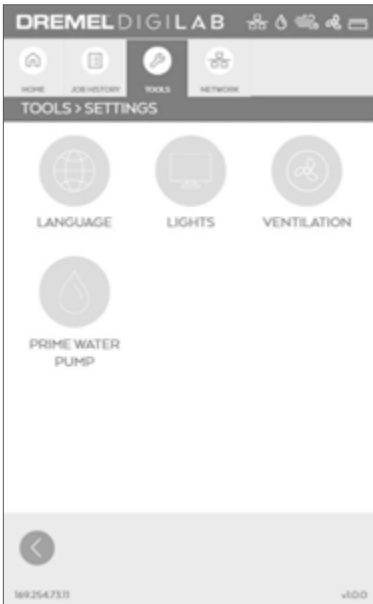 DREMEL DIGILAB
HOME JOB HISTORY TOOLS NETWORK
TOOLS > SETTINGS
LANGUAGE LIGHTS VENTILATION
PRIME WATER
PUMP
169.254.73.11 v1.0.0